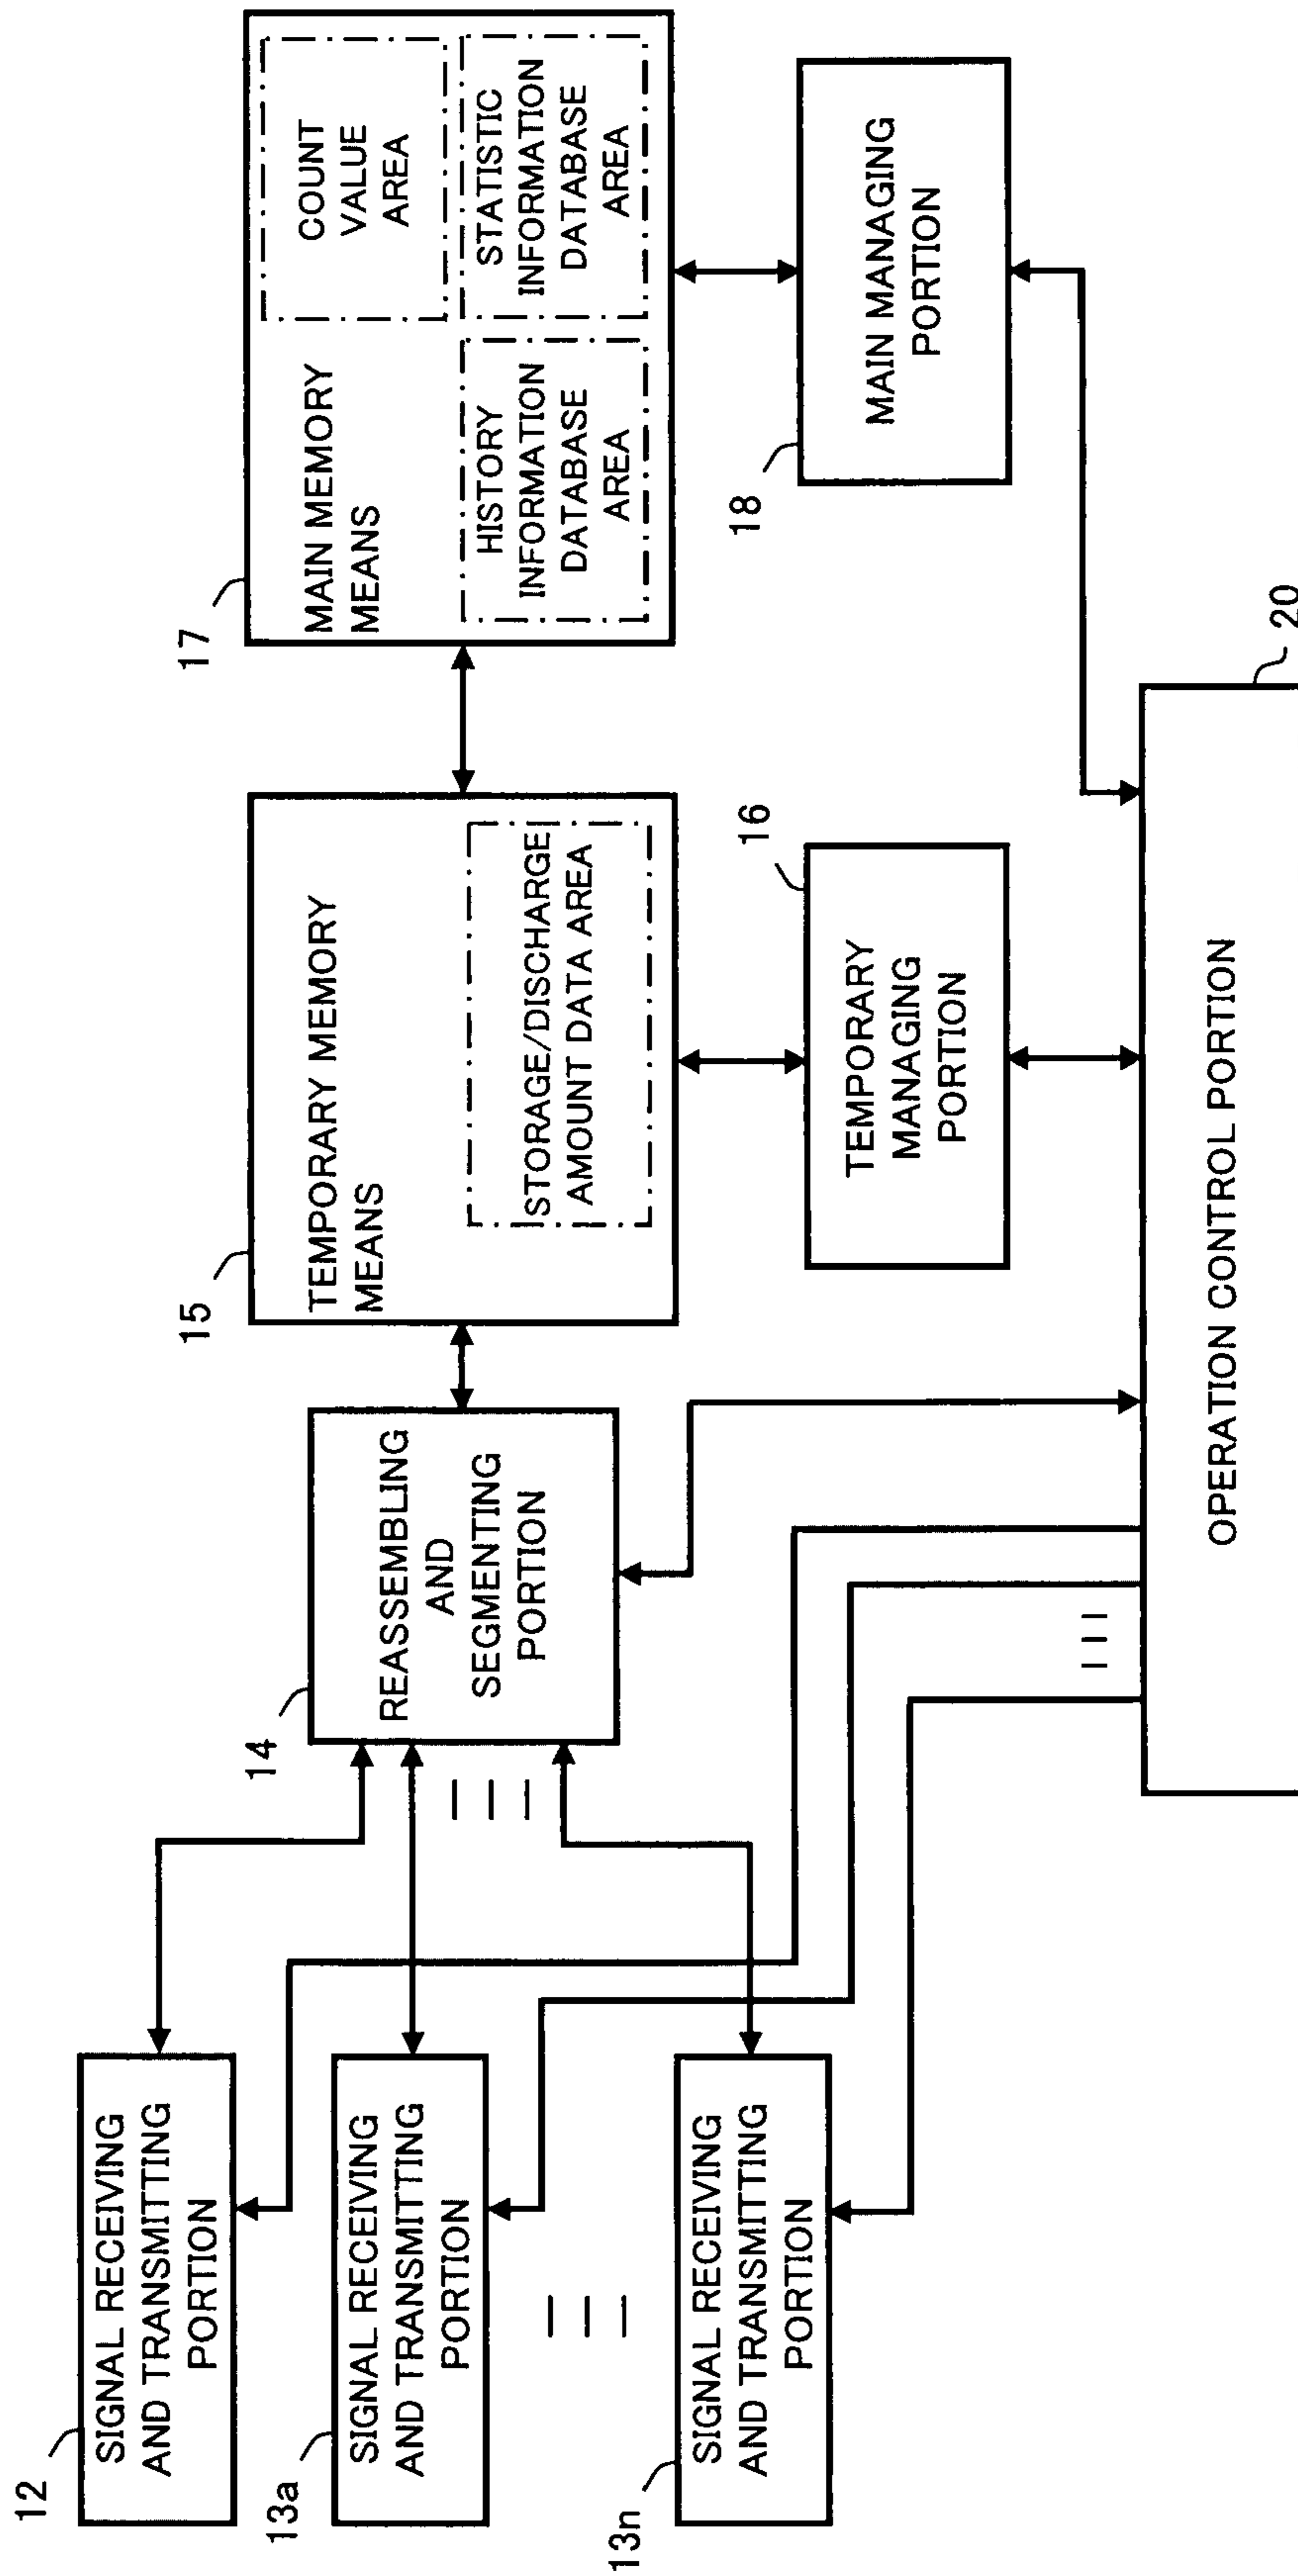 12
SIGNAL RECEIVING
AND TRANSMITTING
PORTION
13a
SIGNAL RECEIVING
AND TRANSMITTING
PORTION
13n
SIGNAL RECEIVING
AND TRANSMITTING
PORTION
14
REASSEMBLING
AND
SEGMENTING
PORTION
15
TEMPORARY MEMORY
MEANS
STORAGE/DISCHARGE
AMOUNT DATA AREA
16
TEMPORARY
MANAGING
PORTION
17
MAIN MEMORY
MEANS
COUNT
VALUE
AREA
HISTORY
INFORMATION
DATABASE
AREA
STATISTIC
INFORMATION
DATABASE
AREA
18
MAIN MANAGING
PORTION
20
OPERATION CONTROL PORTION